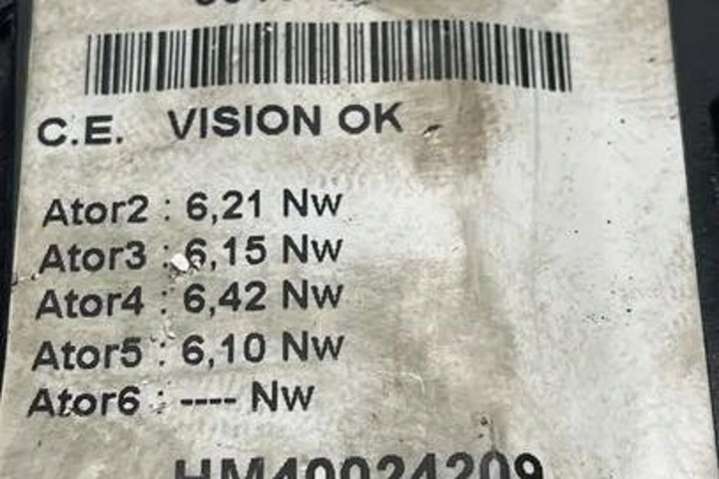 C.E. VISION OK
Ator2 : 6,21 Nw
Ator3 : 6,15 Nw
Ator4 : 6,42 Nw
Ator5 : 6,10 Nw
Ator6 : ---- Nw
HM40024209